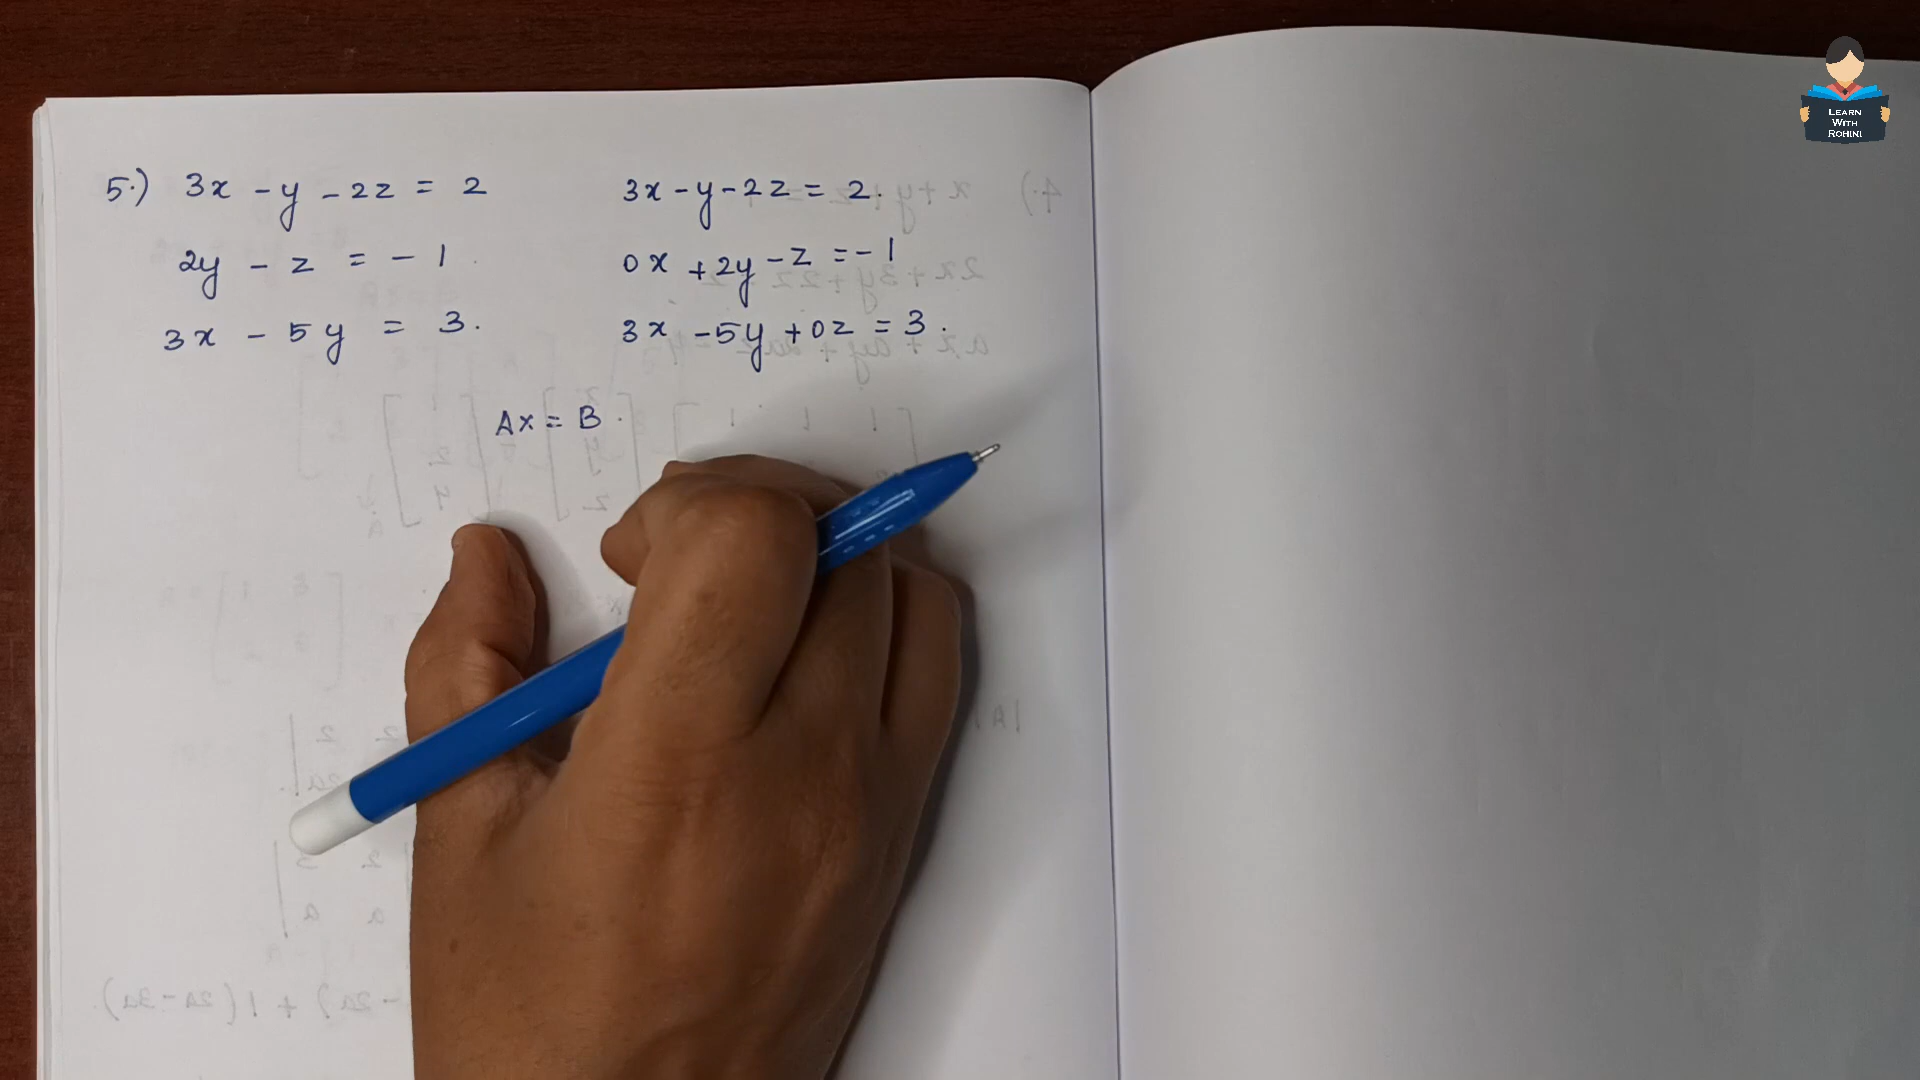 5.) 3x - y - 2z = 2
2y - z = - 1
3x - 5y = 3.
3x - y - 2z = 2.
0x + 2y - z = - 1
3x - 5y + 0z = 3.
Ax = B.
LEARN
WITH
ROHINI